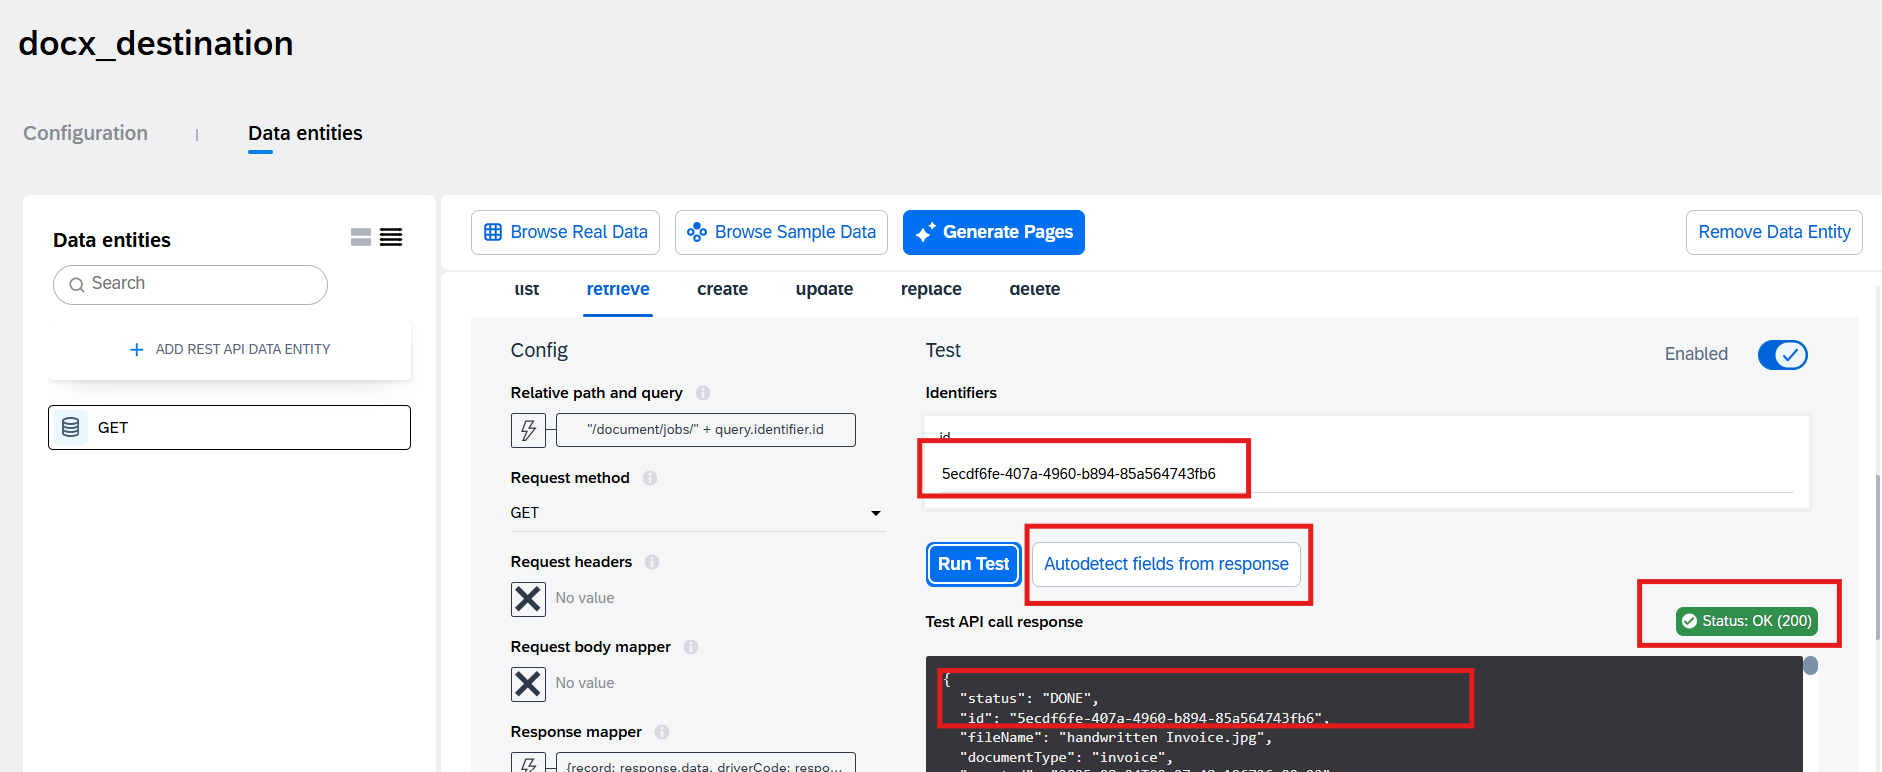 docx_destination
Configuration
Data entities
Data entities
Search
ADD REST API DATA ENTITY
GET
Browse Real Data
Browse Sample Data
Generate Pages
Remove Data Entity
list
retrieve
create
update
replace
delete
Config
Relative path and query
"/document/jobs/" + query.identifier.id
Request method
GET
Request headers
No value
Request body mapper
No value
Response mapper
{record: response.data, driverCode: respo...
Test
Enabled
Identifiers
id
5ecdf6fe-407a-4960-b894-85a564743fb6
Run Test
Autodetect fields from response
Test API call response
Status: OK (200)
{
"status": "DONE",
"id": "5ecdf6fe-407a-4960-b894-85a564743fb6",
"fileName": "handwritten Invoice.jpg",
"documentType": "invoice",